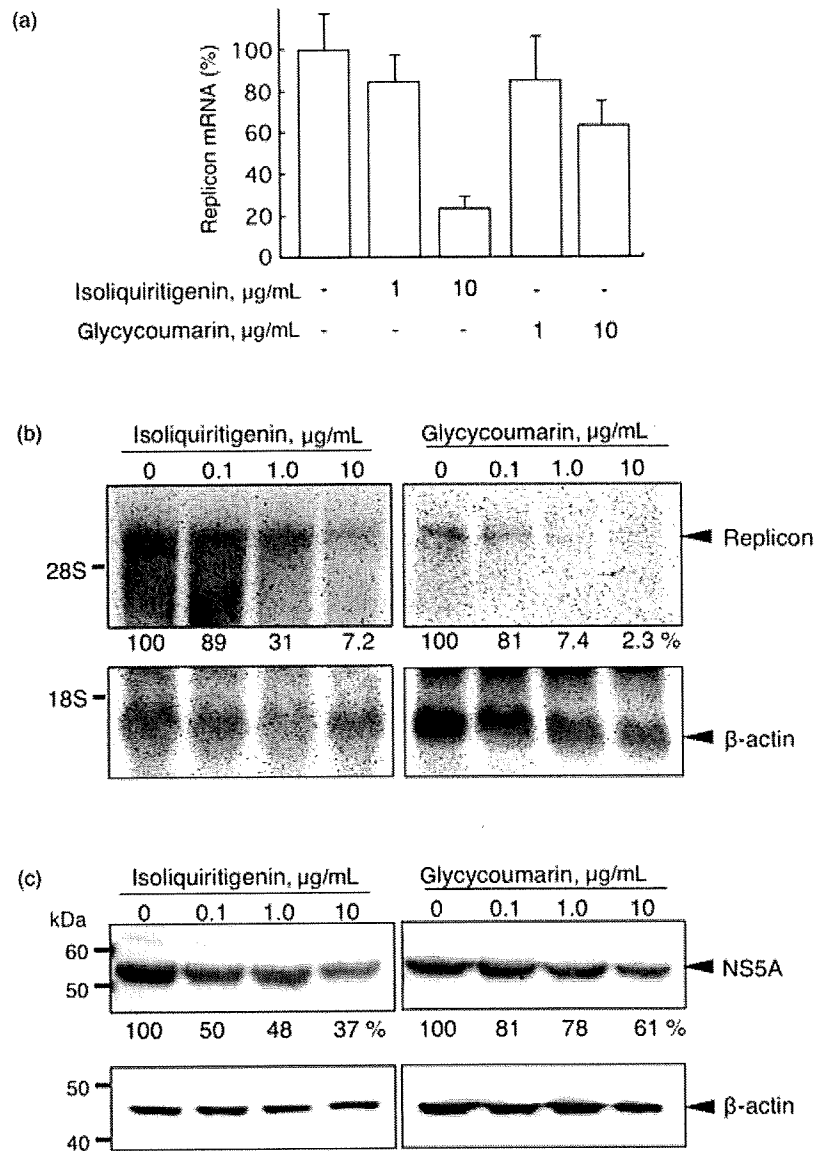 (a)
Replicon mRNA (%)
100
80
60
40
20
0
Isoliquiritigenin, µg/mL - 1 10 - -
Glycycoumarin, µg/mL - - - 1 10
(b)
Isoliquiritigenin, µg/mL Glycycoumarin, µg/mL
0 0.1 1.0 10 0 0.1 1.0 10
Replicon
28S
100 89 31 7.2 100 81 7.4 2.3 %
18S
β-actin
(c)
Isoliquiritigenin, µg/mL Glycycoumarin, µg/mL
kDa 0 0.1 1.0 10 0 0.1 1.0 10
60
NS5A
50
100 50 48 37 % 100 81 78 61 %
50
β-actin
40